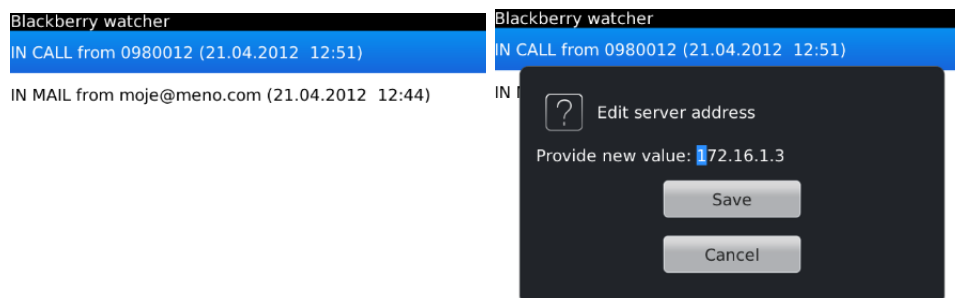 Blackberry watcher
IN CALL from 0980012 (21.04.2012 12:51)
IN MAIL from moje@meno.com (21.04.2012 12:44)
Blackberry watcher
IN CALL from 0980012 (21.04.2012 12:51)
IN
Edit server address
Provide new value: 172.16.1.3
Save
Cancel